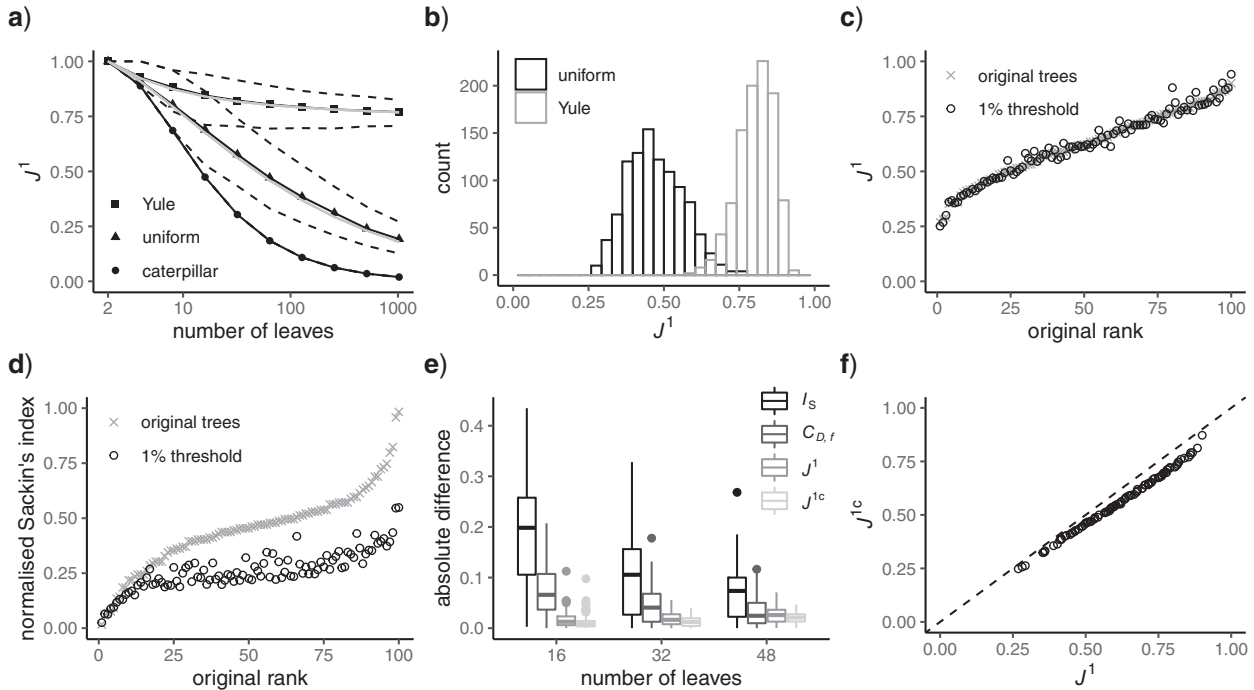 a)
1.00
0.75
0.50
0.25
0.00
J¹
Yule
uniform
caterpillar
2
10
100
1000
number of leaves
b)
200
150
100
50
0
count
uniform
Yule
0.00
0.25
0.50
0.75
1.00
J¹
c)
1.00
0.75
0.50
0.25
0.00
J¹
original trees
1% threshold
0
25
50
75
100
original rank
d)
1.00
0.75
0.50
0.25
0.00
normalised Sackin's index
original trees
1% threshold
0
25
50
75
100
original rank
e)
0.4
0.3
0.2
0.1
0.0
absolute difference
I_S
C_{D,f}
J¹
J^{1c}
16
32
48
number of leaves
f)
1.00
0.75
0.50
0.25
0.00
J^{1c}
0.00
0.25
0.50
0.75
1.00
J¹